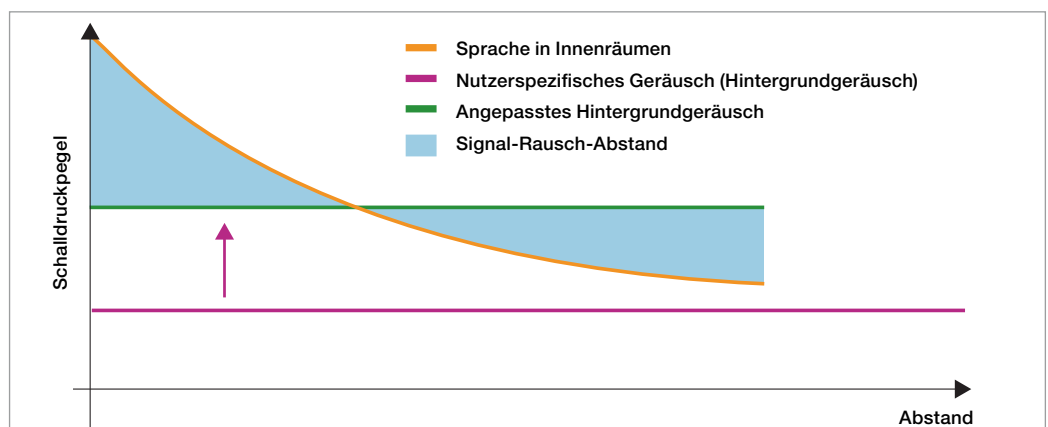 Sprache in Innenräumen
Nutzerspezifisches Geräusch (Hintergrundgeräusch)
Angepasstes Hintergrundgeräusch
Signal-Rausch-Abstand
Schalldruckpegel
Abstand